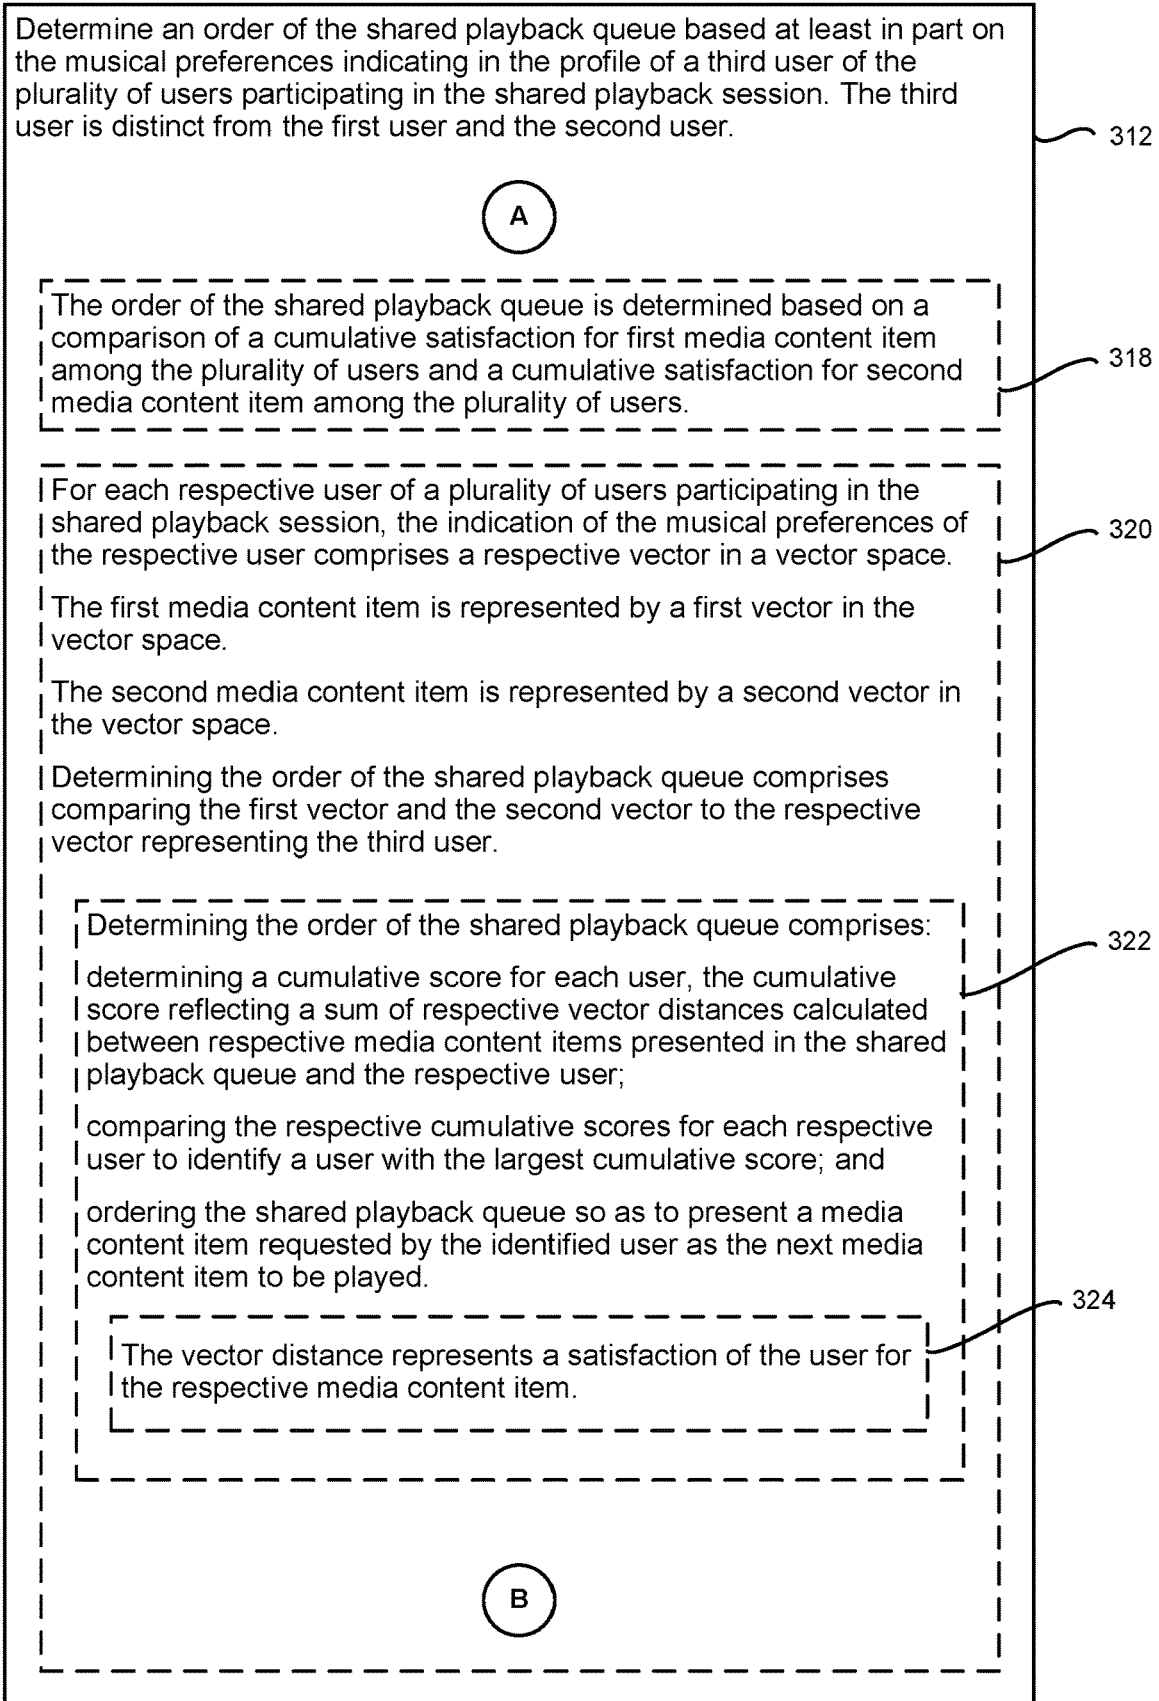 Determine an order of the shared playback queue based at least in part on
the musical preferences indicating in the profile of a third user of the
plurality of users participating in the shared playback session. The third
user is distinct from the first user and the second user.
312
A
The order of the shared playback queue is determined based on a
comparison of a cumulative satisfaction for first media content item
among the plurality of users and a cumulative satisfaction for second
media content item among the plurality of users.
318
For each respective user of a plurality of users participating in the
shared playback session, the indication of the musical preferences of
the respective user comprises a respective vector in a vector space.
320
The first media content item is represented by a first vector in the
vector space.
The second media content item is represented by a second vector in
the vector space.
Determining the order of the shared playback queue comprises
comparing the first vector and the second vector to the respective
vector representing the third user.
Determining the order of the shared playback queue comprises:
322
determining a cumulative score for each user, the cumulative
score reflecting a sum of respective vector distances calculated
between respective media content items presented in the shared
playback queue and the respective user;
comparing the respective cumulative scores for each respective
user to identify a user with the largest cumulative score; and
ordering the shared playback queue so as to present a media
content item requested by the identified user as the next media
content item to be played.
324
The vector distance represents a satisfaction of the user for
the respective media content item.
B